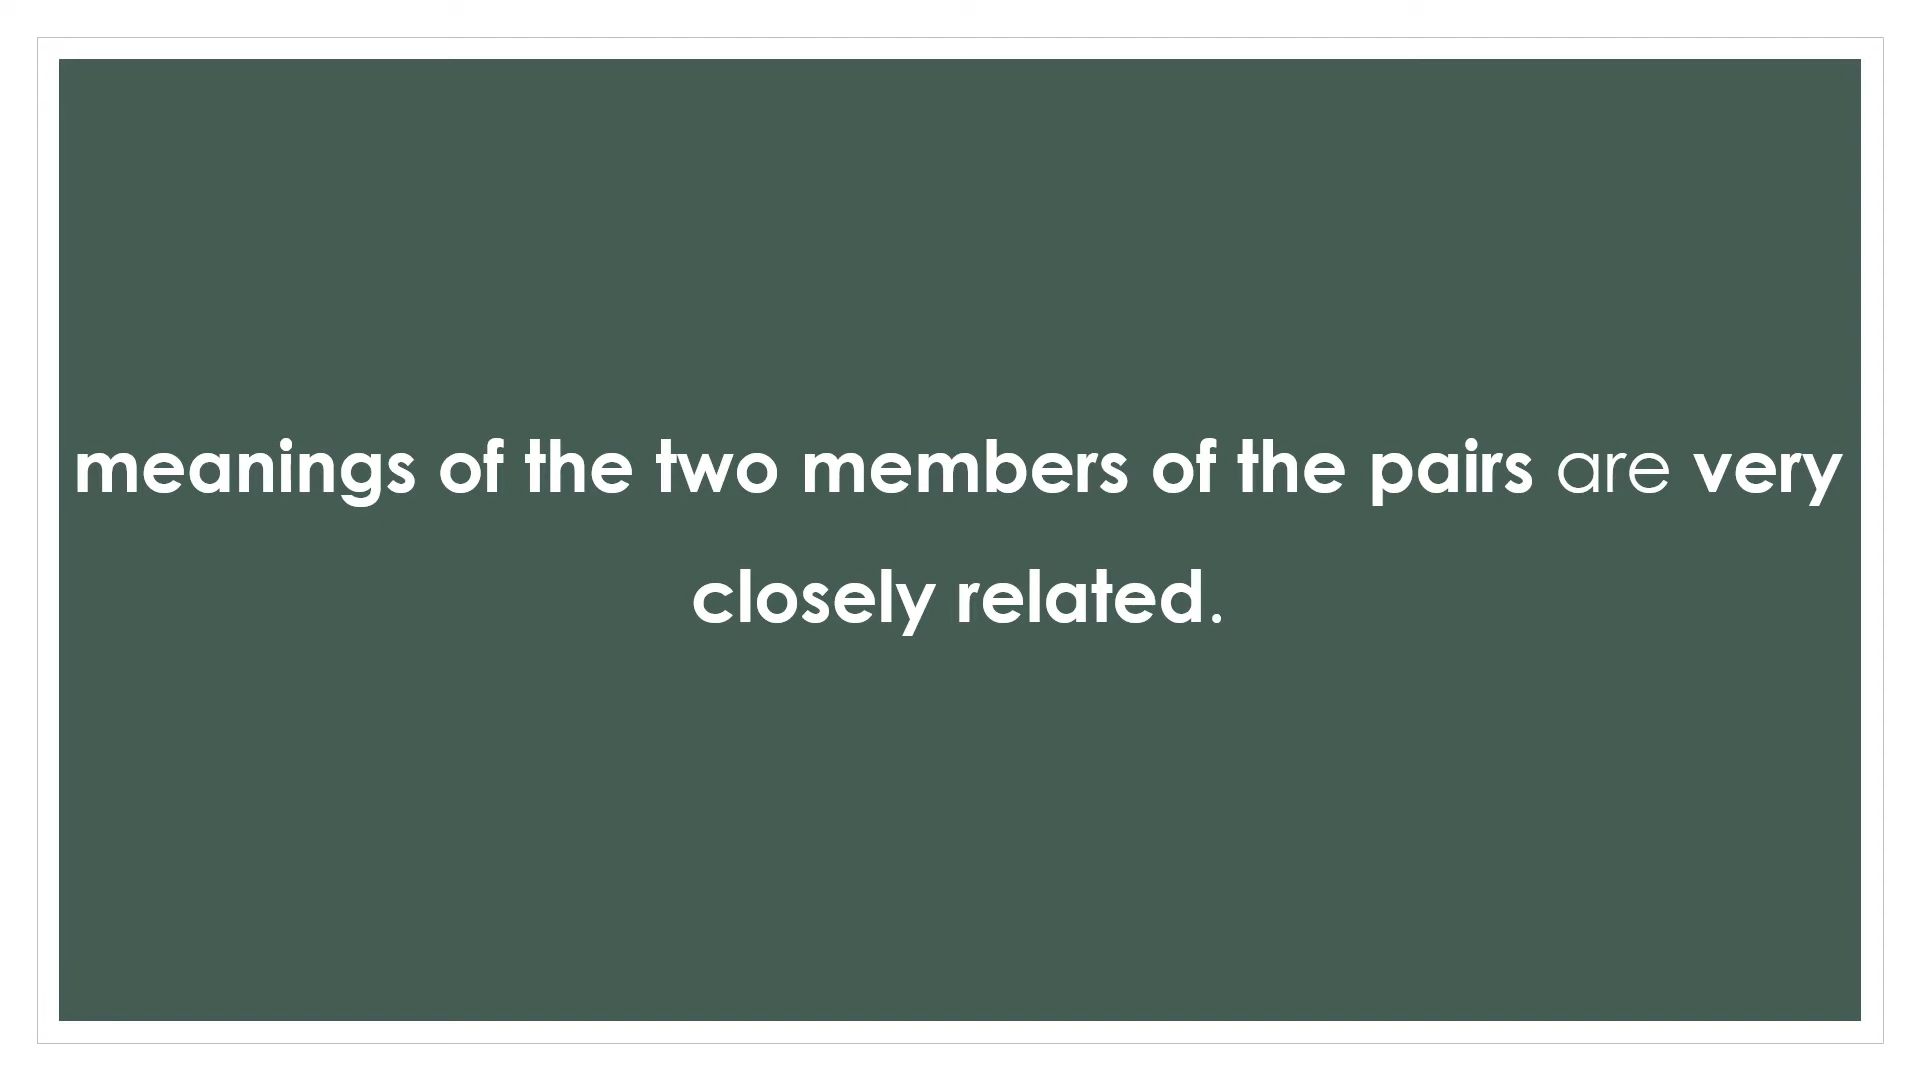 meanings of the two members of the pairs are very
closely related.